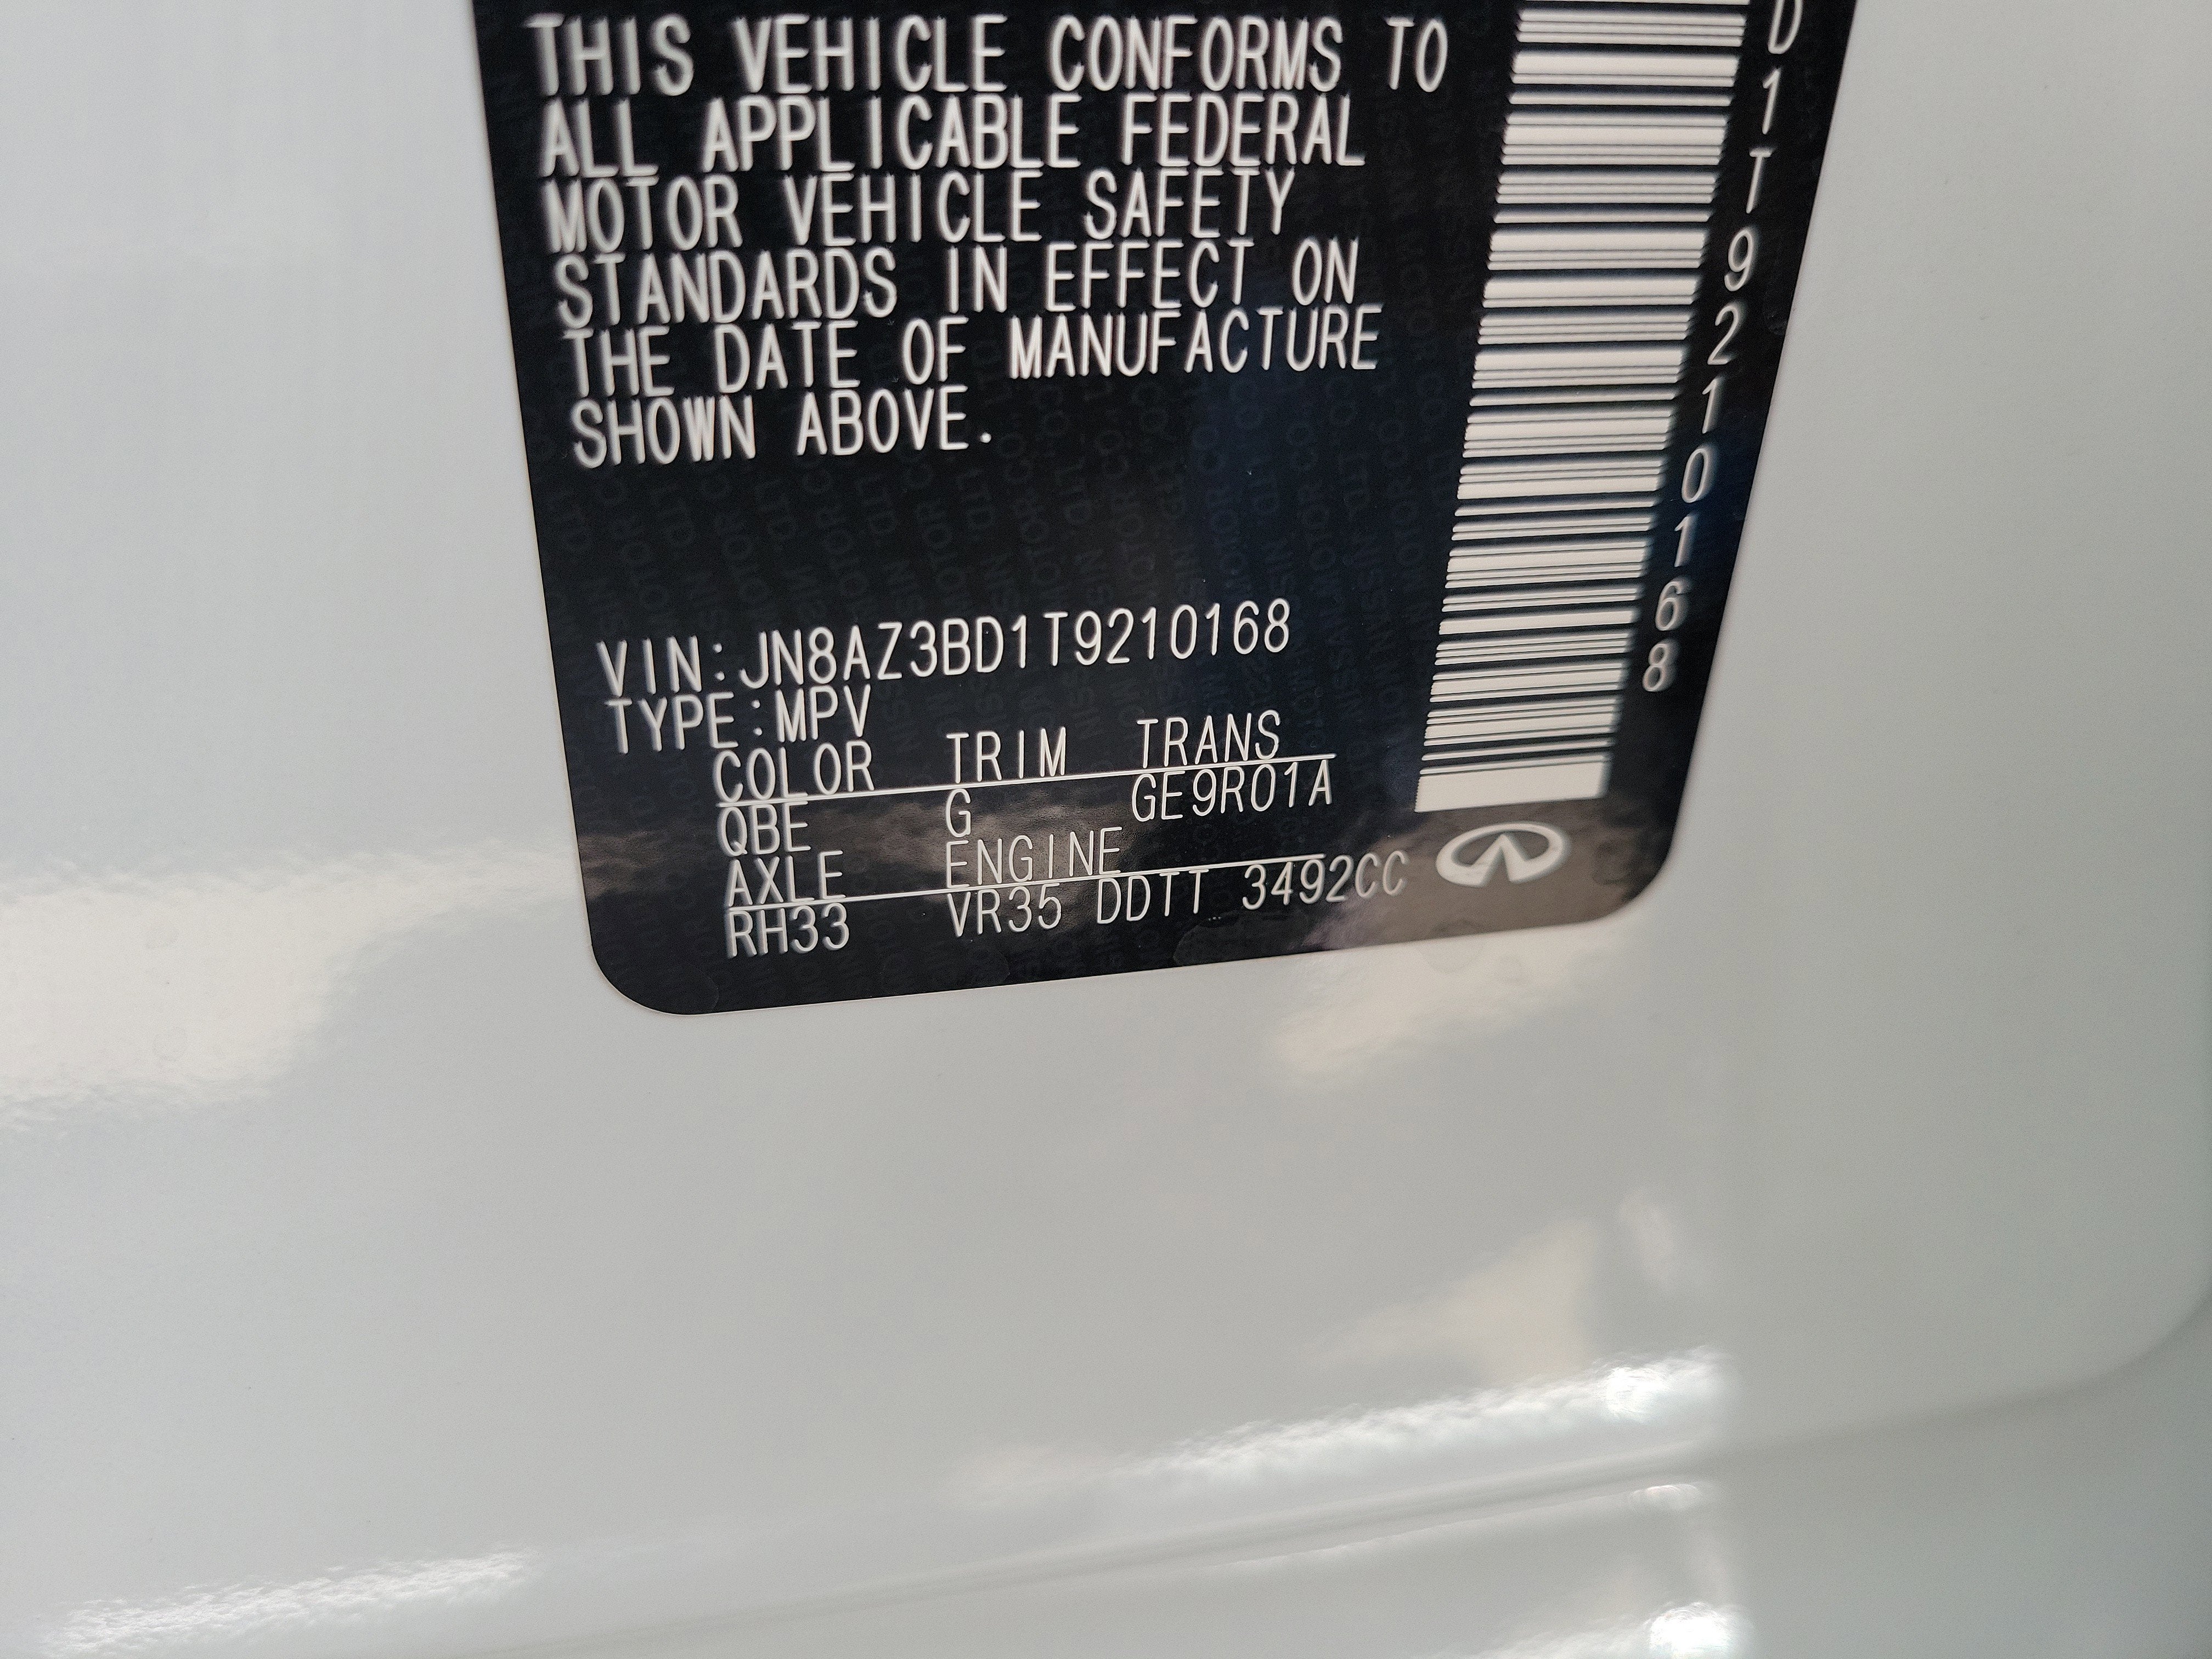 THIS VEHICLE CONFORMS TO
ALL APPLICABLE FEDERAL
MOTOR VEHICLE SAFETY
STANDARDS IN EFFECT ON
THE DATE OF MANUFACTURE
SHOWN ABOVE.
VIN:JN8AZ3BD1T9210168
TYPE:MPV
COLOR TRIM TRANS
QBE G GE9R01A
AXLE ENGINE
RH33 VR35 DDTT 3492CC
D1T9210168